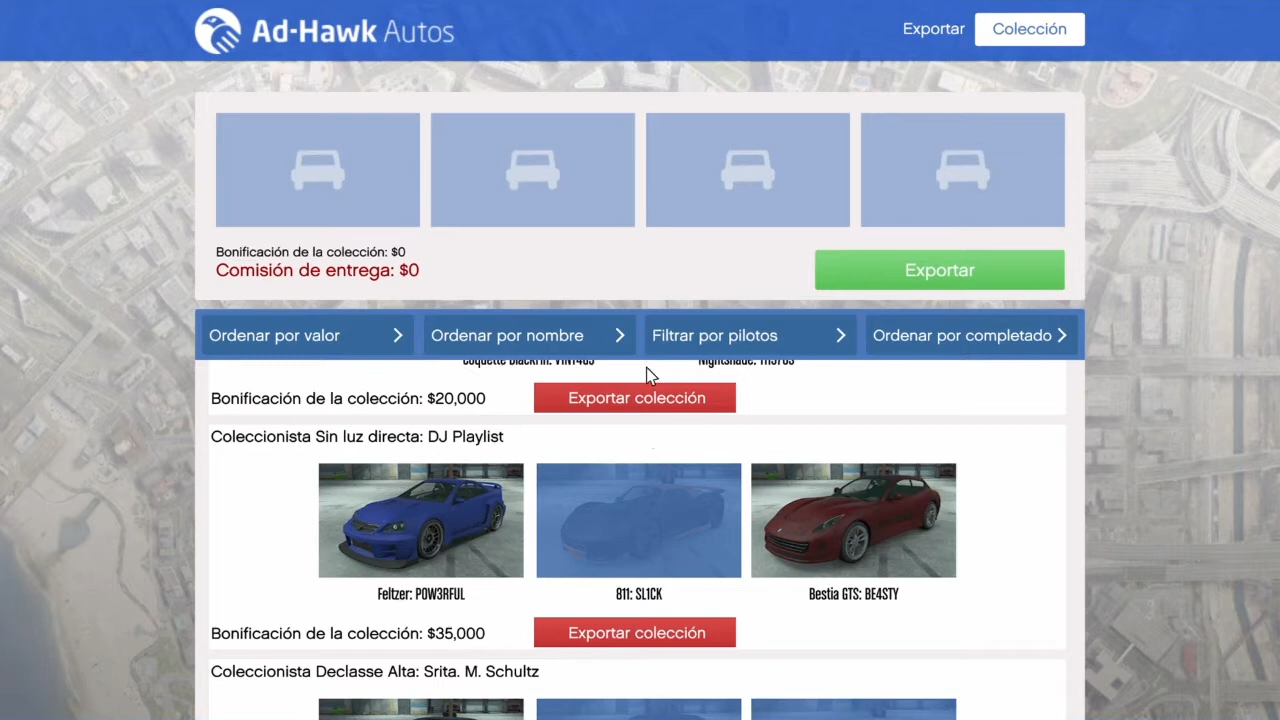 Ad-Hawk Autos
Exportar
Colección
Bonificación de la colección: $0
Comisión de entrega: $0
Exportar
Ordenar por valor
Ordenar por nombre
Filtrar por pilotos
Ordenar por completado
Bonificación de la colección: $20,000
Exportar colección
Coleccionista Sin luz directa: DJ Playlist
Feltzer: P0W3RFUL
811: SL1CK
Bestia GTS: BE4STY
Bonificación de la colección: $35,000
Exportar colección
Coleccionista Declasse Alta: Srita. M. Schultz